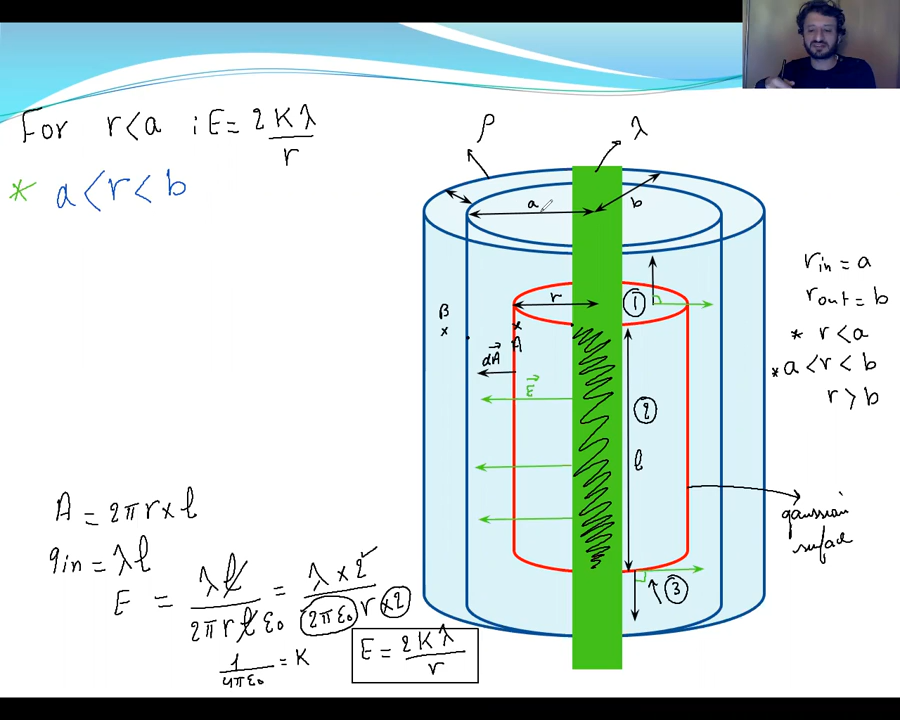 For r<a ; E = 2Kλ/r
* a<r<b
ρ
λ
a
b
r
①
B
x
x
A
dA⃗
E⃗
②
l
③
gaussian
surface
r_in = a
r_out = b
* r<a
* a<r<b
r>b
A = 2πr×l
q_in = λl
E = λl/2πrlε₀ = λ×2/2πε₀r×2
1/4πε₀ = K
E = 2Kλ/r